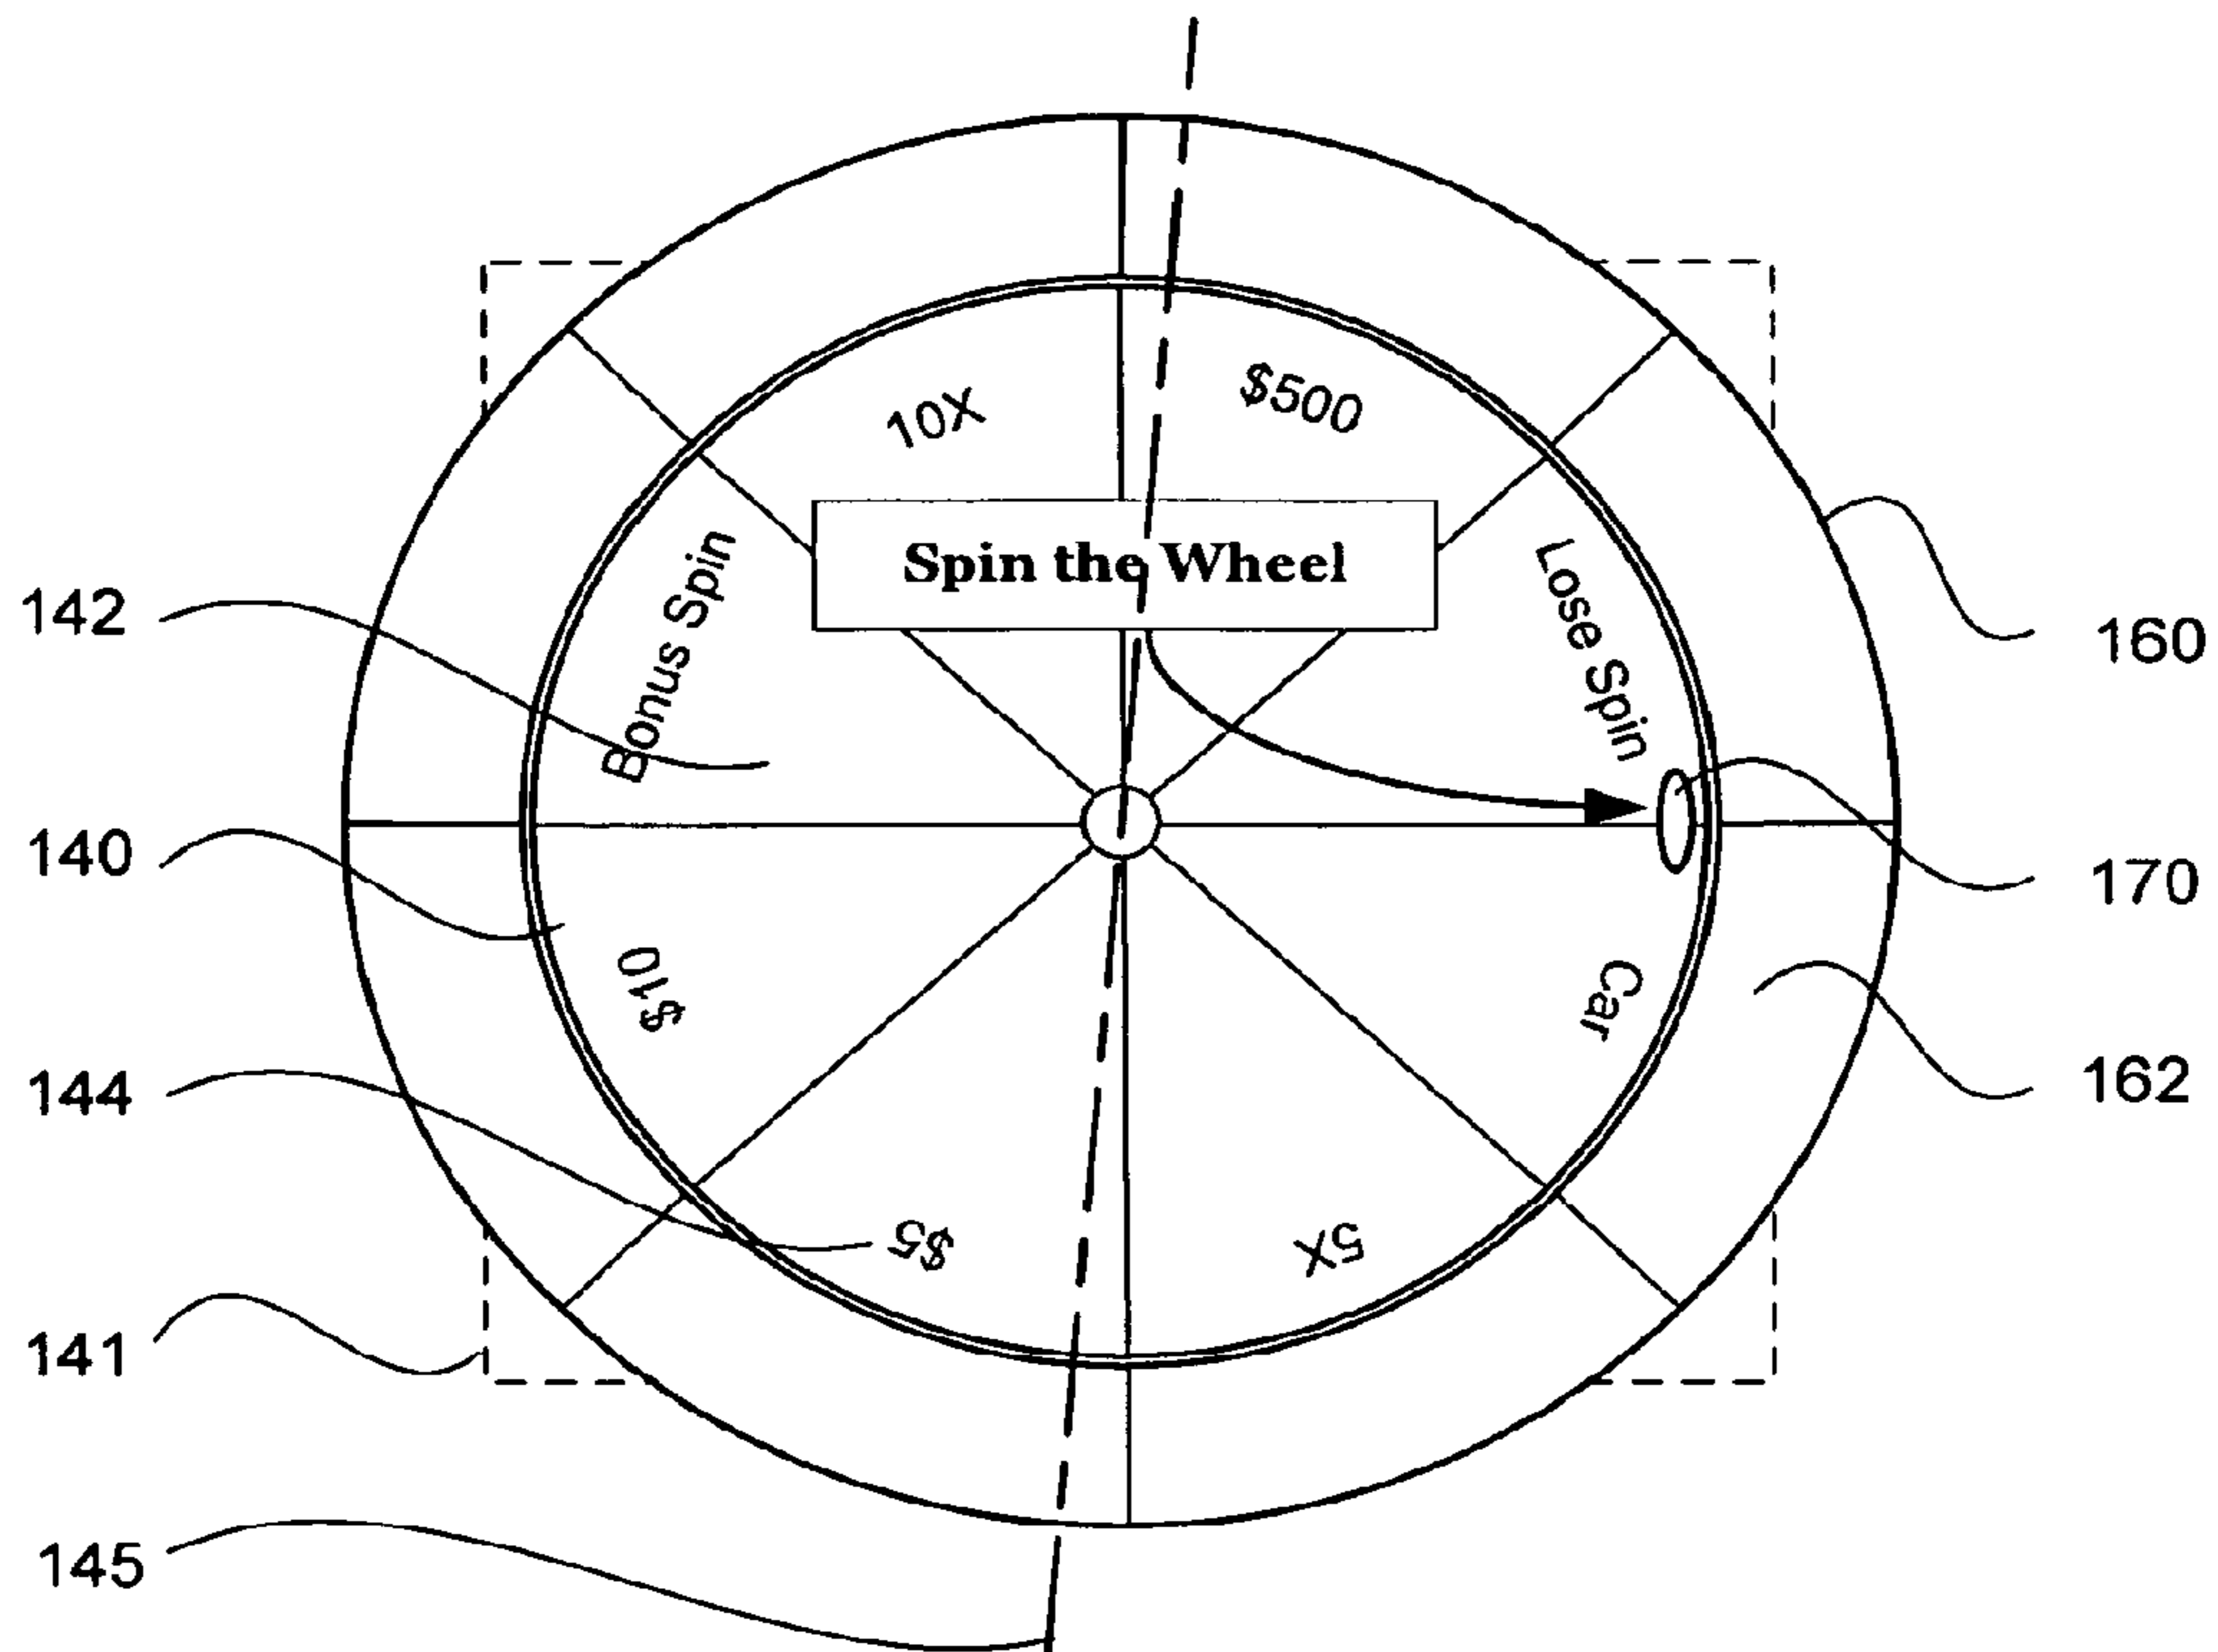 10X
$500
Spin the Wheel
Bonus Spin
Lose Spin
142
160
140
170
$10
Car
144
162
$5
5X
141
145